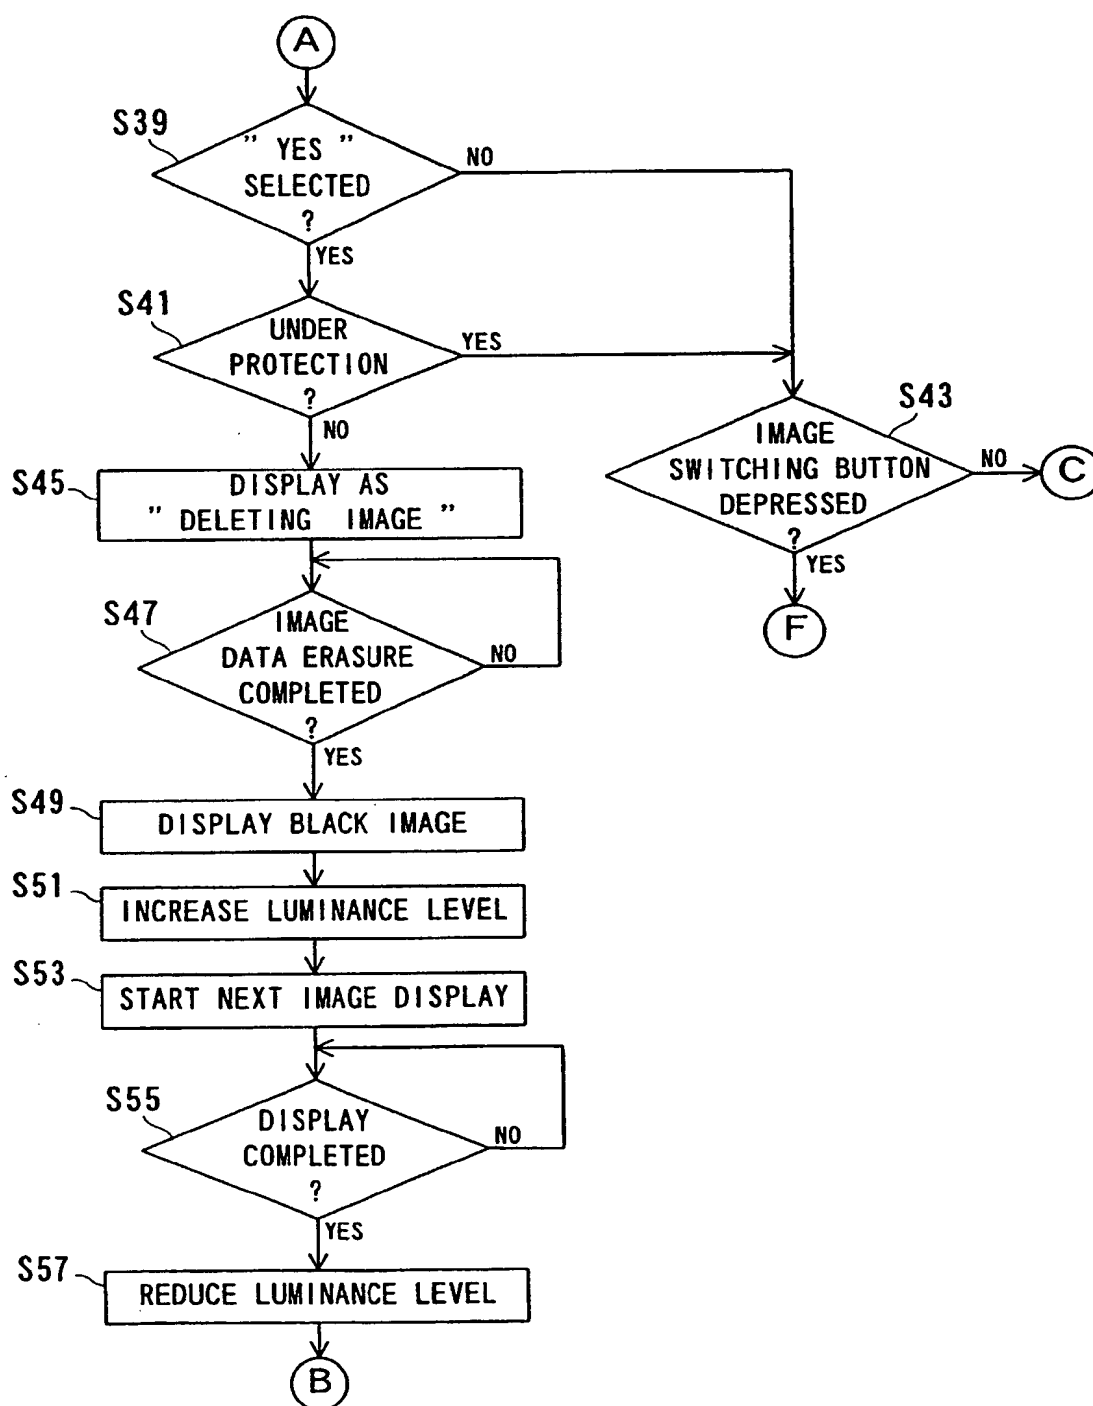 A
S39
" YES "
SELECTED
?
NO
YES
S41
UNDER
PROTECTION
?
YES
NO
S43
IMAGE
SWITCHING BUTTON
DEPRESSED
?
NO
C
YES
F
S45
DISPLAY AS
" DELETING IMAGE "
S47
IMAGE
DATA ERASURE
COMPLETED
?
NO
YES
S49
DISPLAY BLACK IMAGE
S51
INCREASE LUMINANCE LEVEL
S53
START NEXT IMAGE DISPLAY
S55
DISPLAY
COMPLETED
?
NO
YES
S57
REDUCE LUMINANCE LEVEL
B